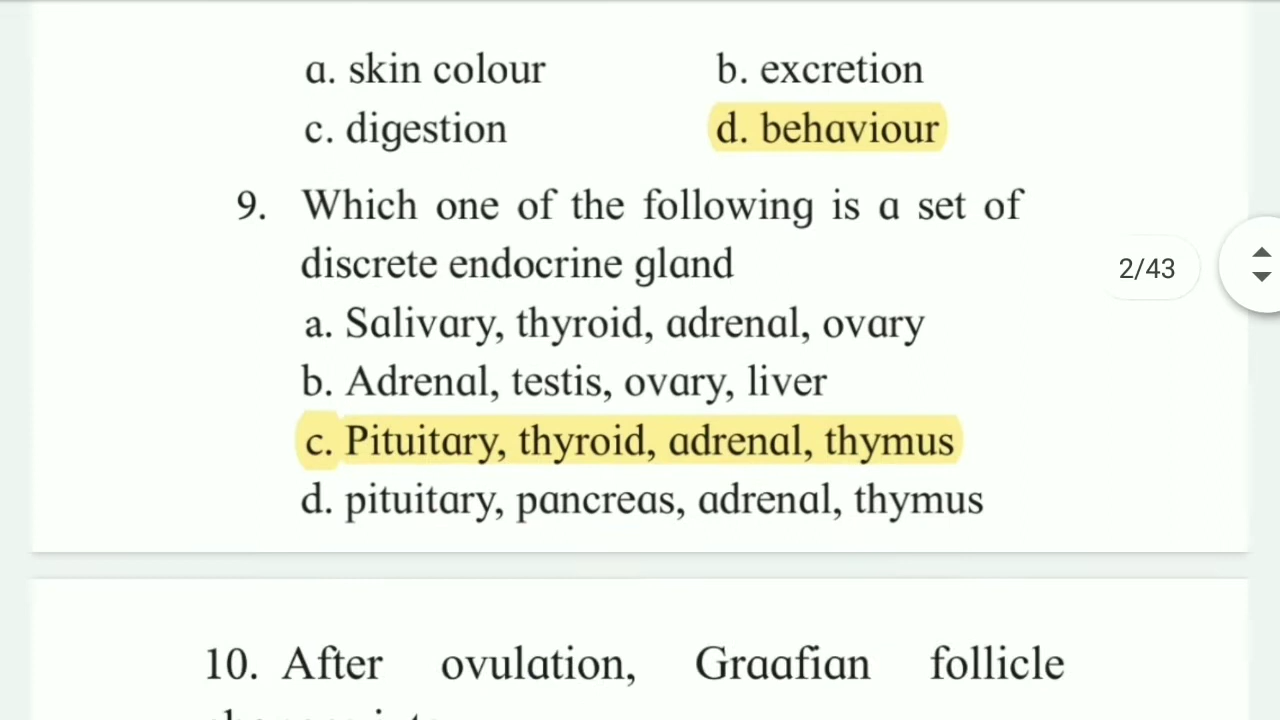 a. skin colour b. excretion
c. digestion d. behaviour
9. Which one of the following is a set of
discrete endocrine gland
2/43
a. Salivary, thyroid, adrenal, ovary
b. Adrenal, testis, ovary, liver
c. Pituitary, thyroid, adrenal, thymus
d. pituitary, pancreas, adrenal, thymus
10. After ovulation, Graafian follicle